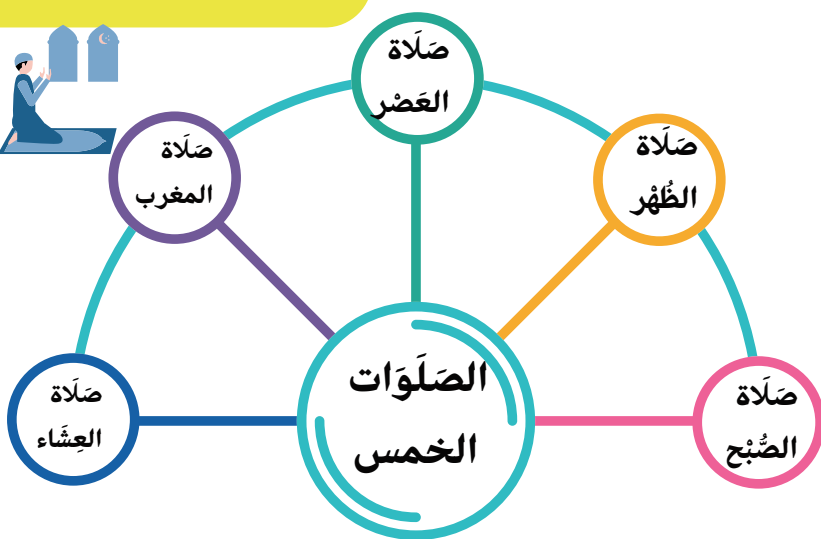 صَلَاة
العَصْر
صَلَاة
الظُهْر
صَلَاة
المغرب
الصَلَوَات
الخمس
صَلَاة
الصُّبْح
صَلَاة
العِشَاء